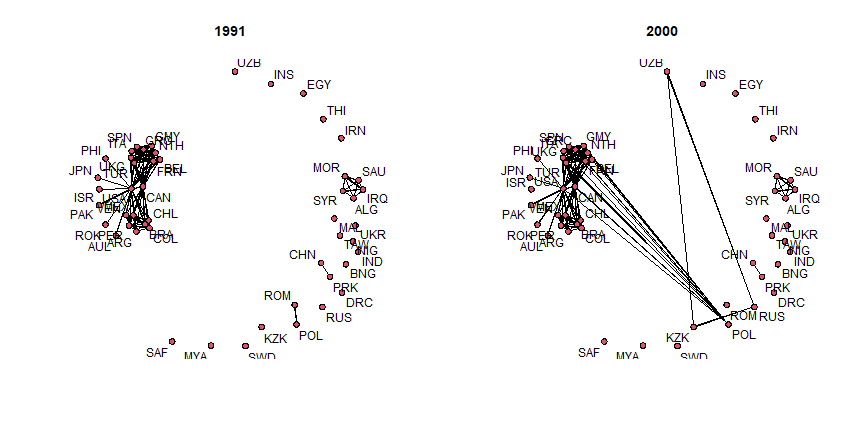 1991
UZB
INS
EGY
THI
IRN
SPN
GMY
ITA
NTH
PHI
UKG
TUR
JPN
ISR
USA
CAN
PAK
CHL
ROK
PER
ARG
BRA
AUL
COL
MOR
SAU
SYR
IRQ
ALG
MAL
UKR
TAW
NIG
IND
CHN
BNG
PRK
DRC
ROM
RUS
KZK
POL
SAF
MYA
SWD
2000
UZB
INS
EGY
THI
IRN
SPN
GRC
GMY
NTH
PHI
UKG
TUR
JPN
ISR
USA
CAN
PAK
CHL
ROK
PER
ARG
BRA
AUL
COL
MOR
SAU
SYR
IRQ
ALG
MAL
UKR
TAW
NIG
IND
CHN
BNG
PRK
DRC
ROM
RUS
KZK
POL
SAF
MYA
SWD